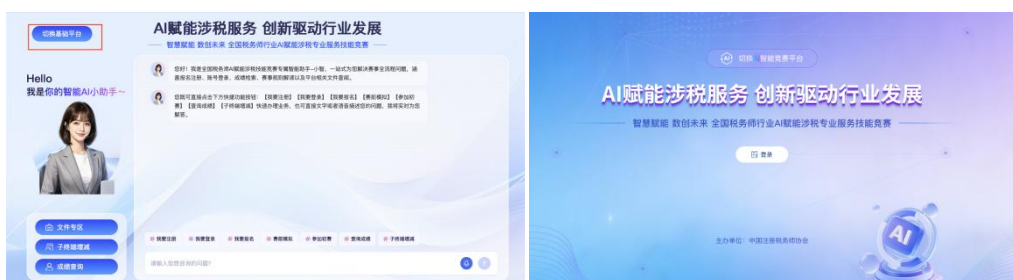 切换基础平台
AI赋能涉税服务 创新驱动行业发展
智慧赋能 数创未来 全国税务师行业AI赋能涉税专业服务技能竞赛
Hello
我是你的智能AI小助手~
您好!我是全国税务师AI赋能涉税技能竞赛专属智能助手-小智,一站式为您解决赛事全流程问题,涵
盖报名注册、账号登录、成绩检索、赛事规则解读以及平台相关文件查阅。
您既可直接点击下方快捷功能按钮:【我要注册】【我要登录】【我要报名】【赛前模拟】【参加初
赛】【查询成绩】【子终端增减】快速办理业务,也可直接文字或者语音描述您的问题,我将实时为您
解答。
文件专区
子终端增减
成绩查询
我要注册 我要登录 我要报名 赛前模拟 参加初赛 查询成绩 子终端增减
请输入您想咨询的问题?
切换AI智能竞赛平台
AI赋能涉税服务 创新驱动行业发展
智慧赋能 数创未来 全国税务师行业AI赋能涉税专业服务技能竞赛
登录
主办单位:中国注册税务师协会
AI